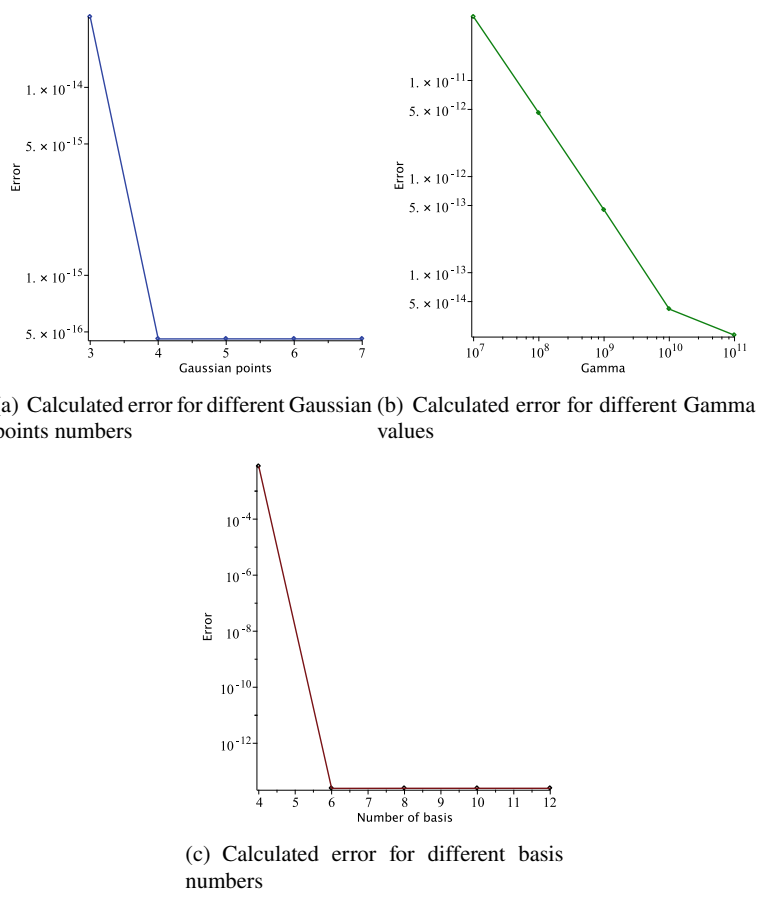 1. × 10-14
5. × 10-15
Error
1. × 10-15
5. × 10-16
3 4 5 6 7
Gaussian points
1. × 10-11
5. × 10-12
Error
1. × 10-12
5. × 10-13
1. × 10-13
5. × 10-14
10^7 10^8 10^9 10^10 10^11
Gamma
a) Calculated error for different Gaussian
points numbers
(b) Calculated error for different Gamma
values
10-4
10-6
Error
10-8
10-10
10-12
4 5 6 7 8 9 10 11 12
Number of basis
(c) Calculated error for different basis
numbers